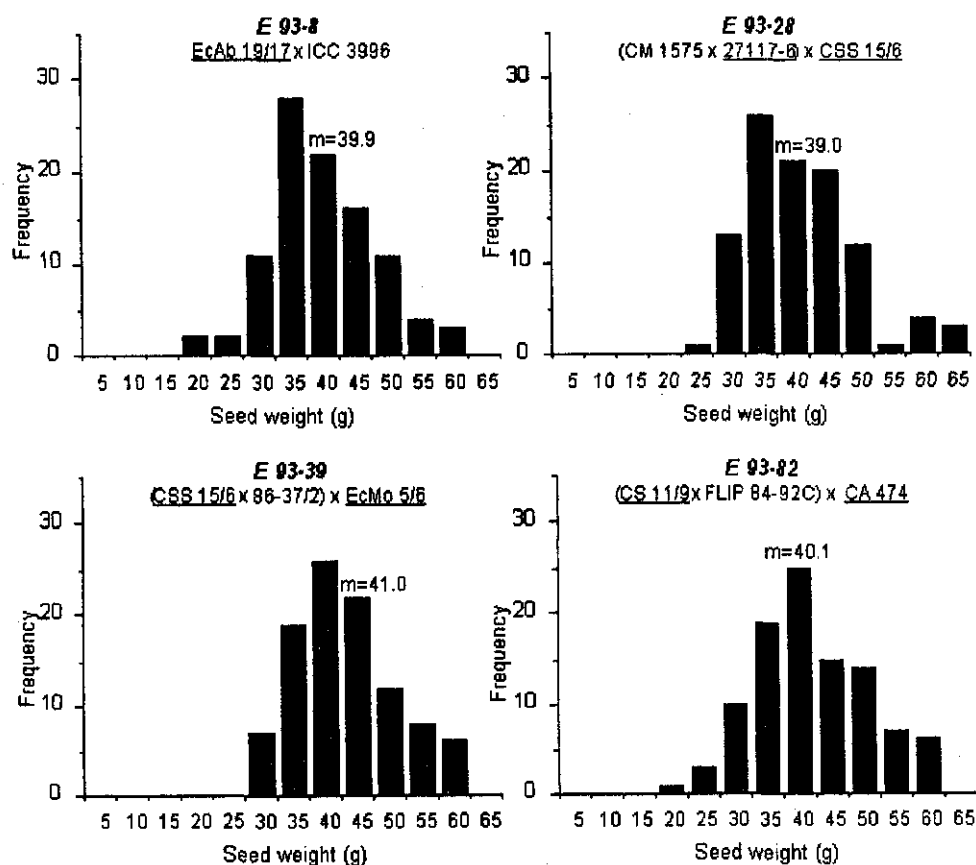 E 93-8
EcAb 19/17 x ICC 3996
30
20
10
0
Frequency
m=39.9
5 10 15 20 25 30 35 40 45 50 55 60 65
Seed weight (g)
E 93-28
(CM 1575 x 27117-6) x CSS 15/6
30
20
10
0
Frequency
m=39.0
5 10 15 20 25 30 35 40 45 50 55 60 65
Seed weight (g)
E 93-39
(CSS 15/6 x 86-37/2) x EcMo 5/6
30
20
10
0
Frequency
m=41.0
5 10 15 20 25 30 35 40 45 50 55 60 65
Seed weight (g)
E 93-82
(CS 11/9 x FLIP 84-92C) x CA 474
30
20
10
0
Frequency
m=40.1
5 10 15 20 25 30 35 40 45 50 55 60 65
Seed weight (g)